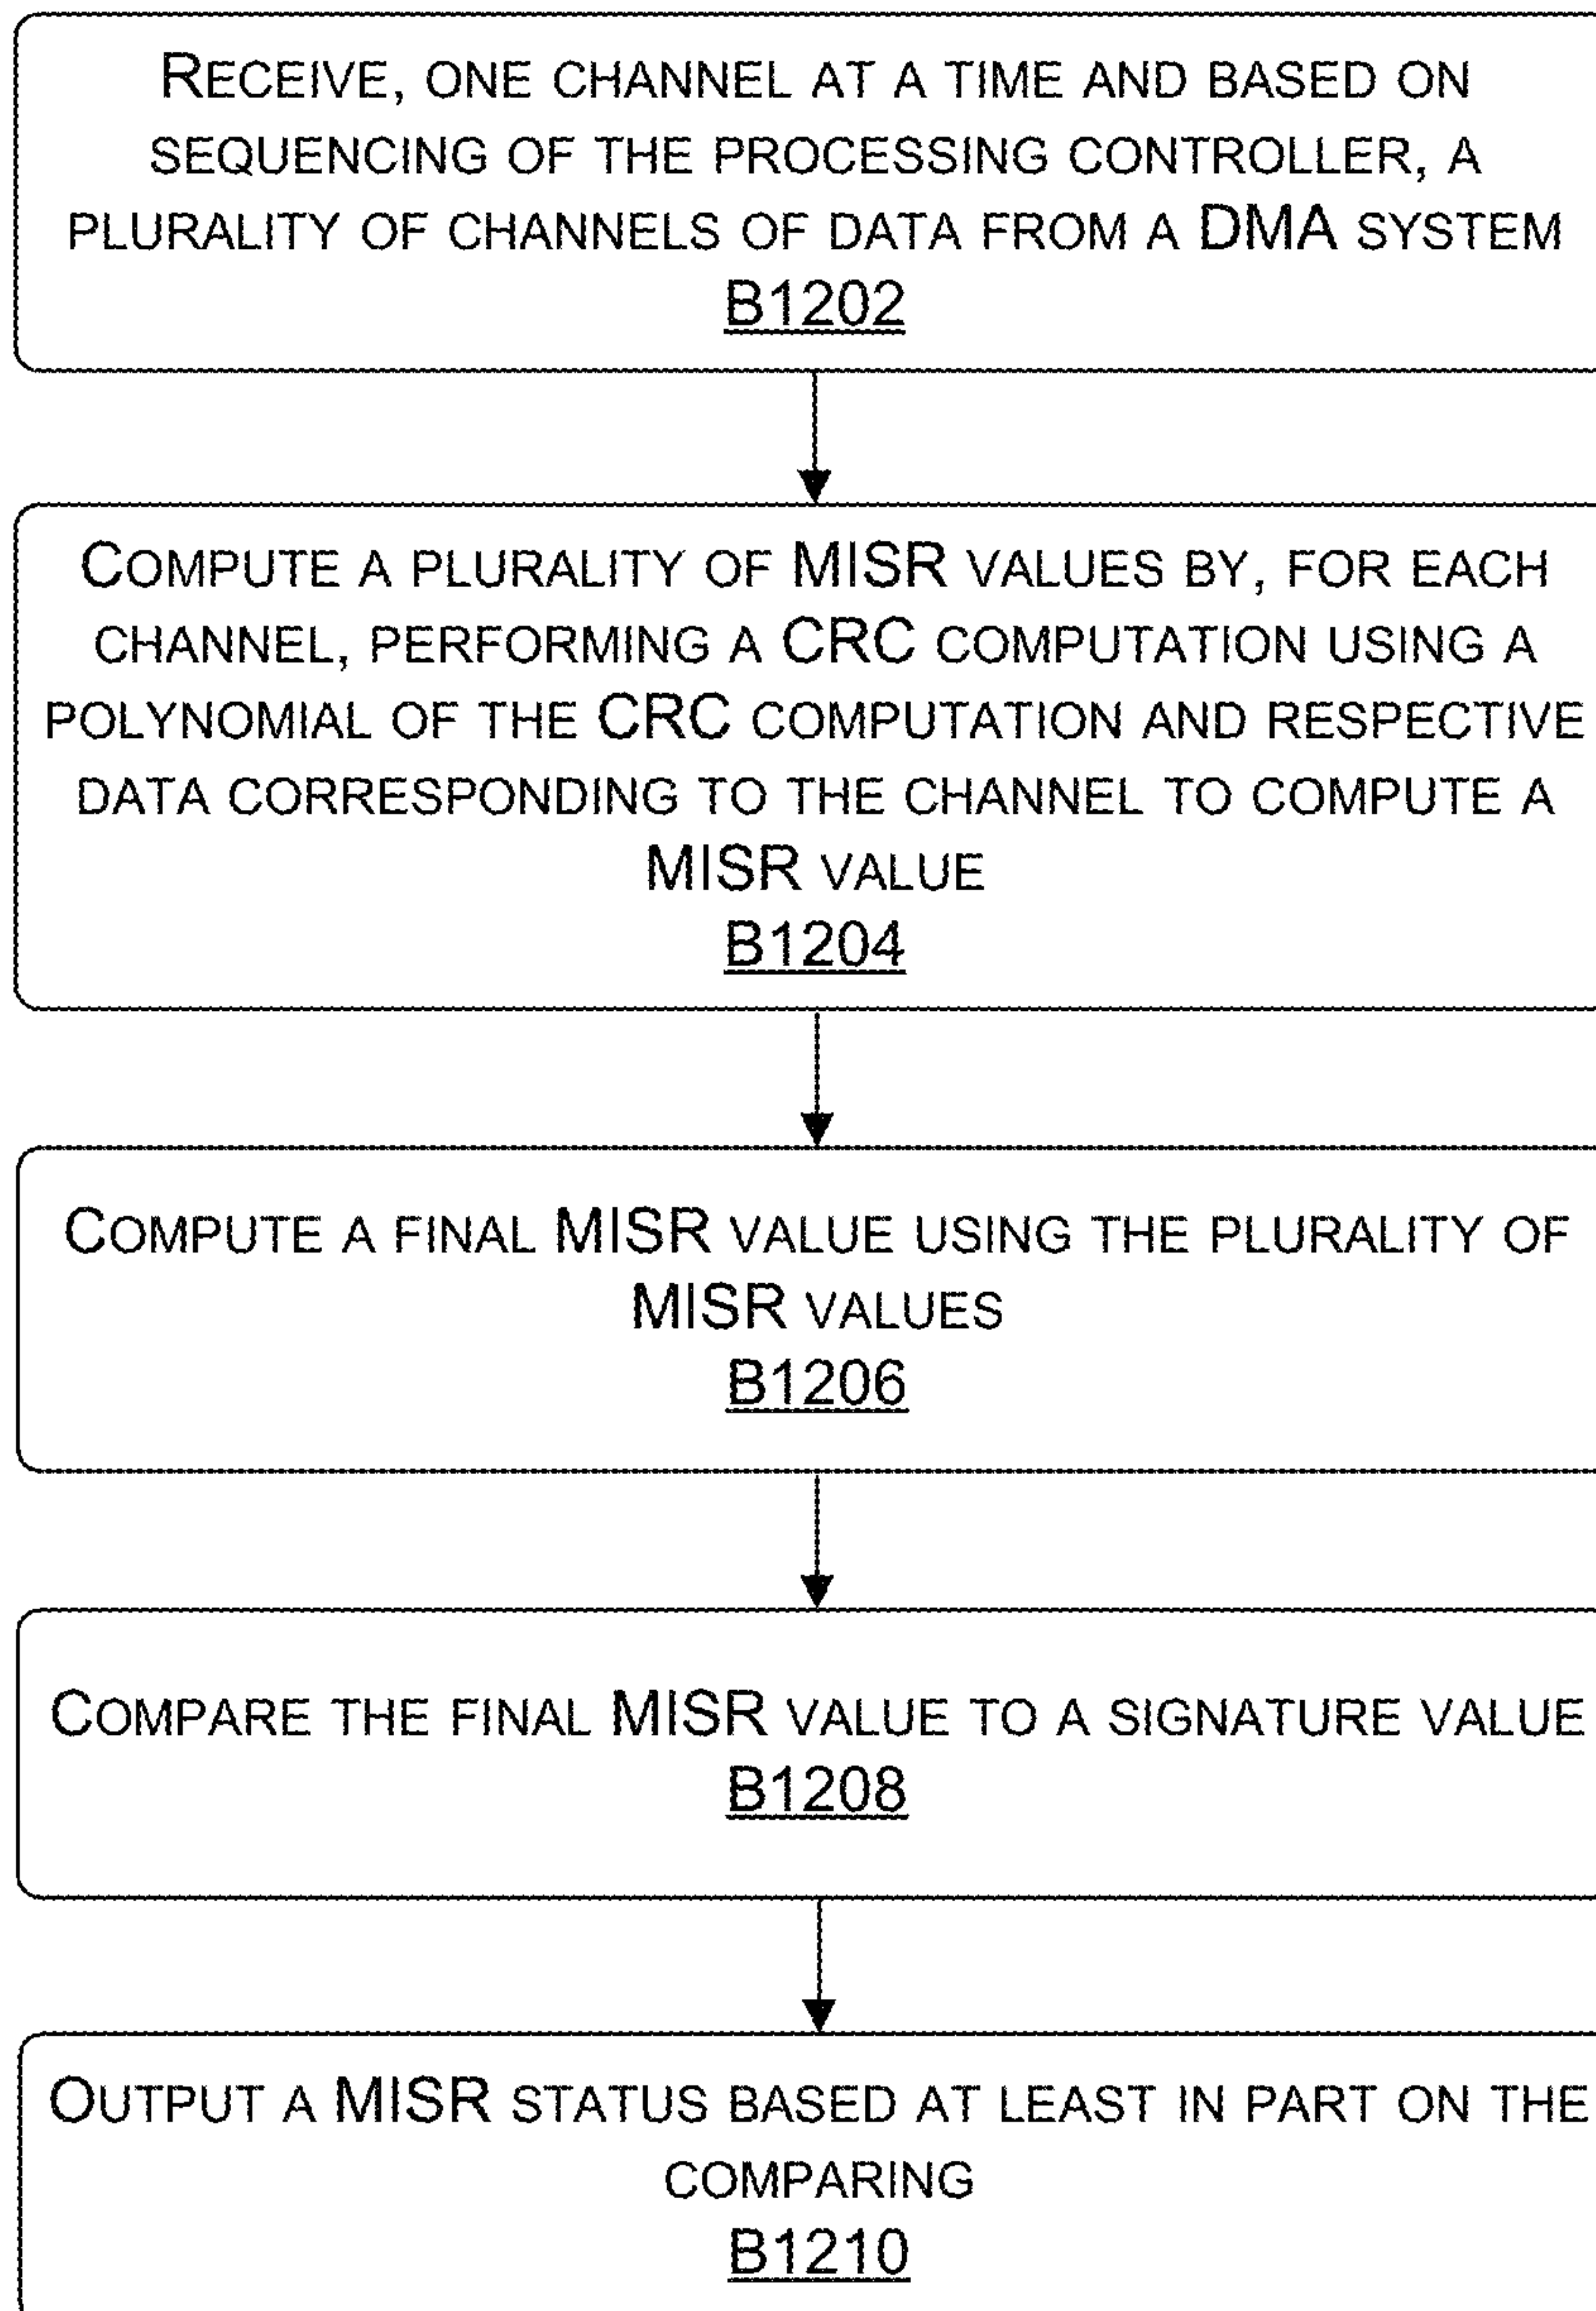 RECEIVE, ONE CHANNEL AT A TIME AND BASED ON
SEQUENCING OF THE PROCESSING CONTROLLER, A
PLURALITY OF CHANNELS OF DATA FROM A DMA SYSTEM
B1202
COMPUTE A PLURALITY OF MISR VALUES BY, FOR EACH
CHANNEL, PERFORMING A CRC COMPUTATION USING A
POLYNOMIAL OF THE CRC COMPUTATION AND RESPECTIVE
DATA CORRESPONDING TO THE CHANNEL TO COMPUTE A
MISR VALUE
B1204
COMPUTE A FINAL MISR VALUE USING THE PLURALITY OF
MISR VALUES
B1206
COMPARE THE FINAL MISR VALUE TO A SIGNATURE VALUE
B1208
OUTPUT A MISR STATUS BASED AT LEAST IN PART ON THE
COMPARING
B1210